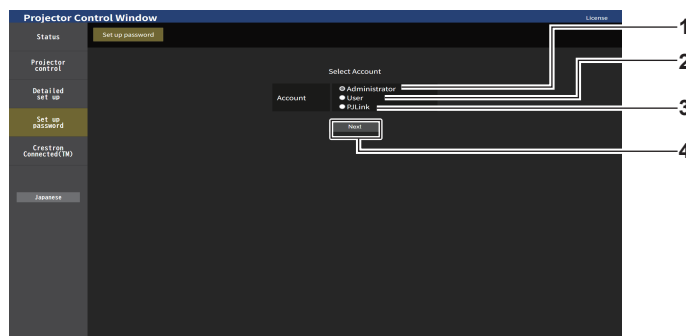 Projector Control Window
License
Status
Set up password
Projector
control
Detailed
set up
Set up
password
Crestron
Connected(TM)
Japanese
Select Account
Account
Administrator
User
PJLink
Next
1
2
3
4